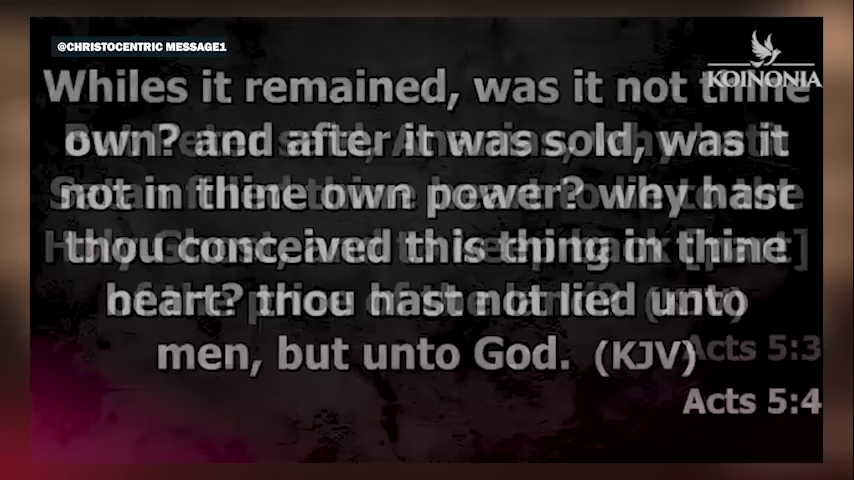 @CHRISTOCENTRIC MESSAGE1
KOINONIA
Whiles it remained, was it not thine
own? and after it was sold, was it
not in thine own power? why hast
thou conceived this thing in thine
heart? thou hast not lied unto
men, but unto God. (KJV)
Acts 5:3
Acts 5:4